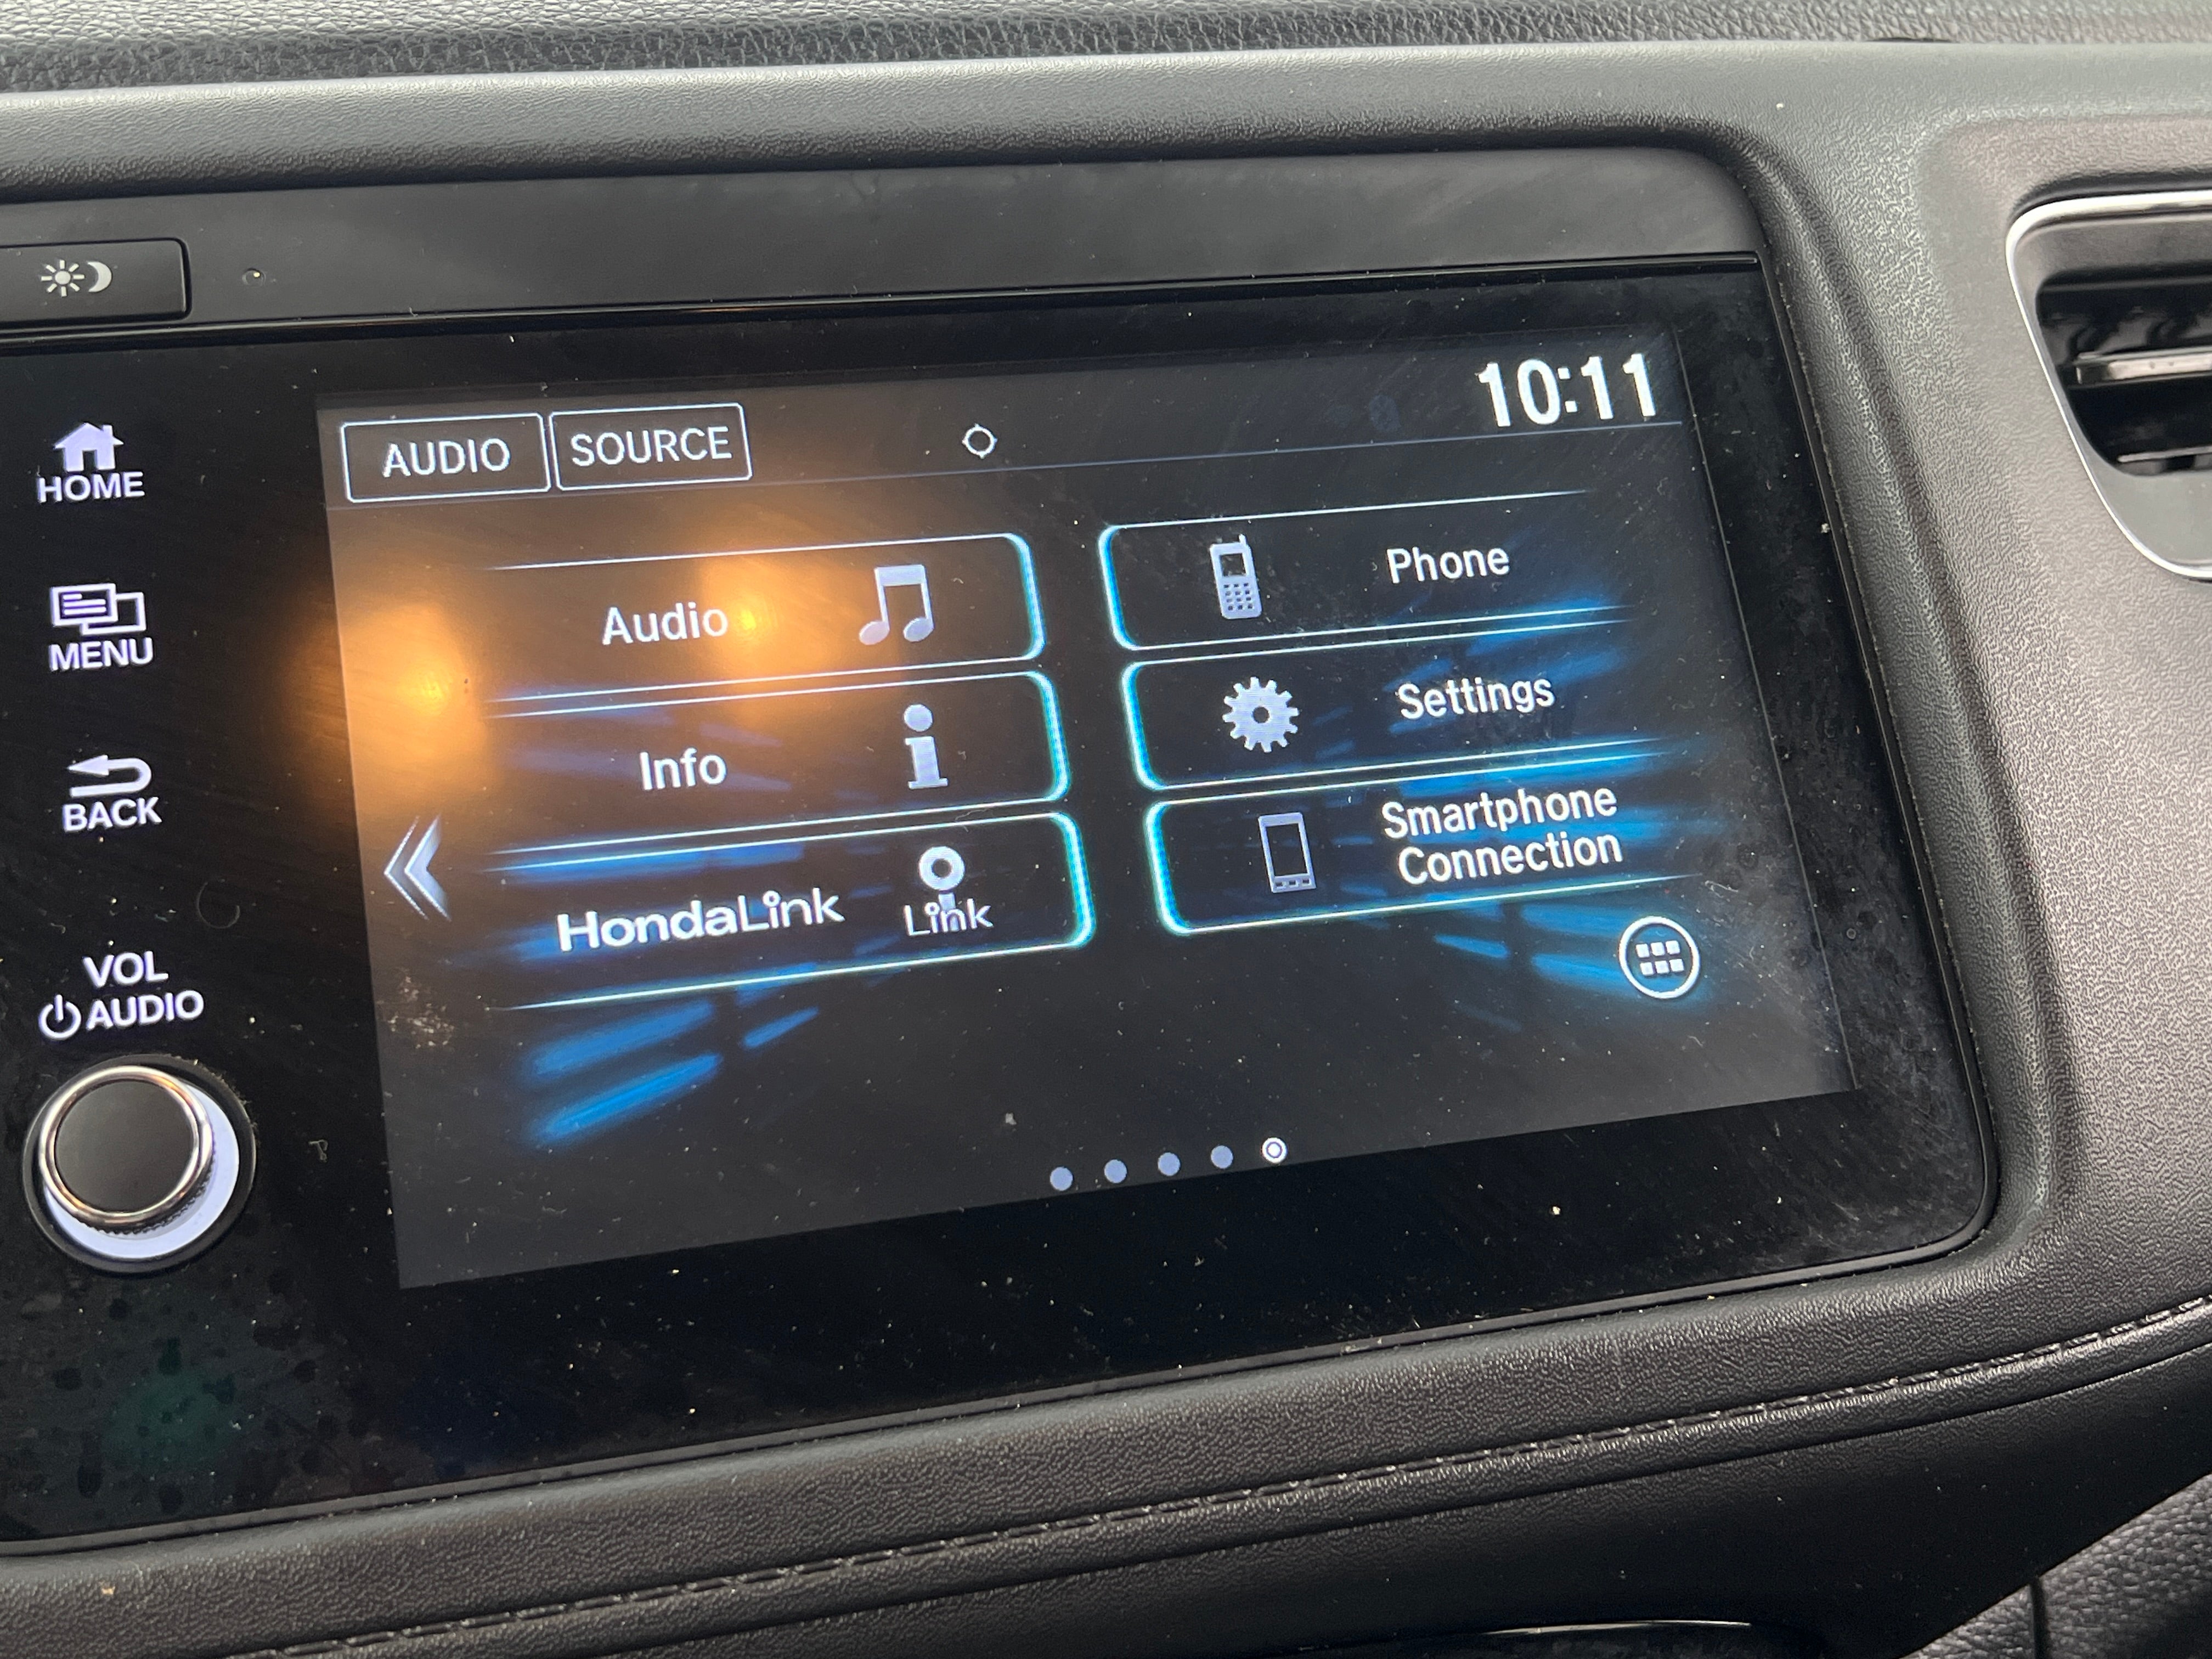 10:11
AUDIO SOURCE
HOME
MENU
BACK
VOL
AUDIO
Audio
Phone
Info
Settings
HondaLink
Link
Smartphone
Connection